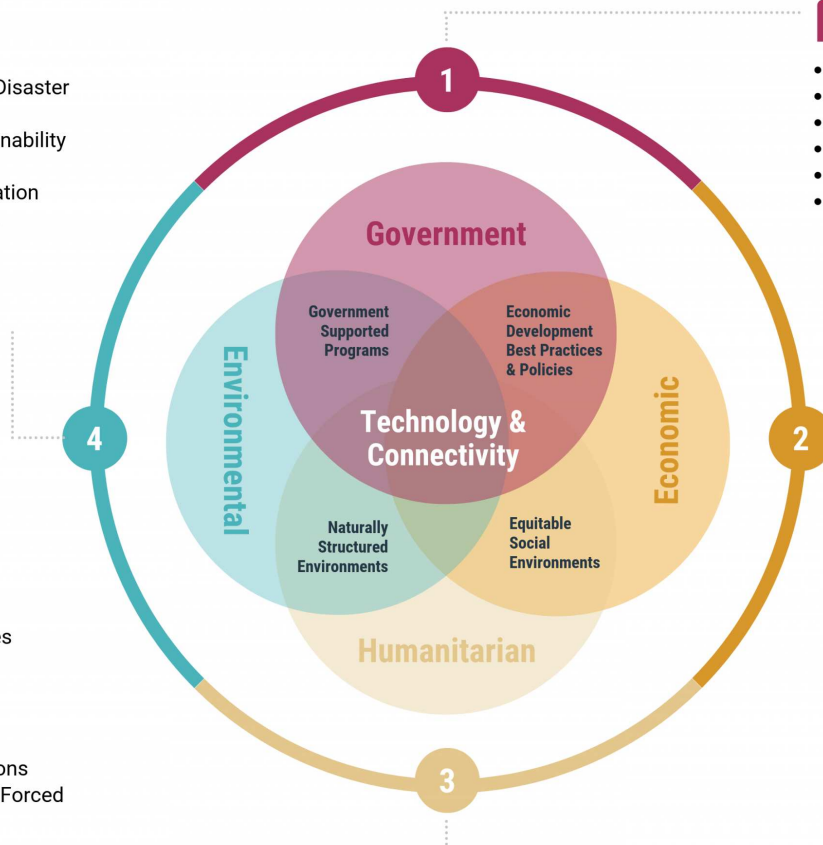 1
Disaster
nability
ation
Government
Government
Supported
Programs
Economic
Development
Best Practices
& Policies
Environmental
Technology &
Connectivity
Economic
4
2
Naturally
Structured
Environments
Equitable
Social
Environments
es
Humanitarian
ons
Forced
3